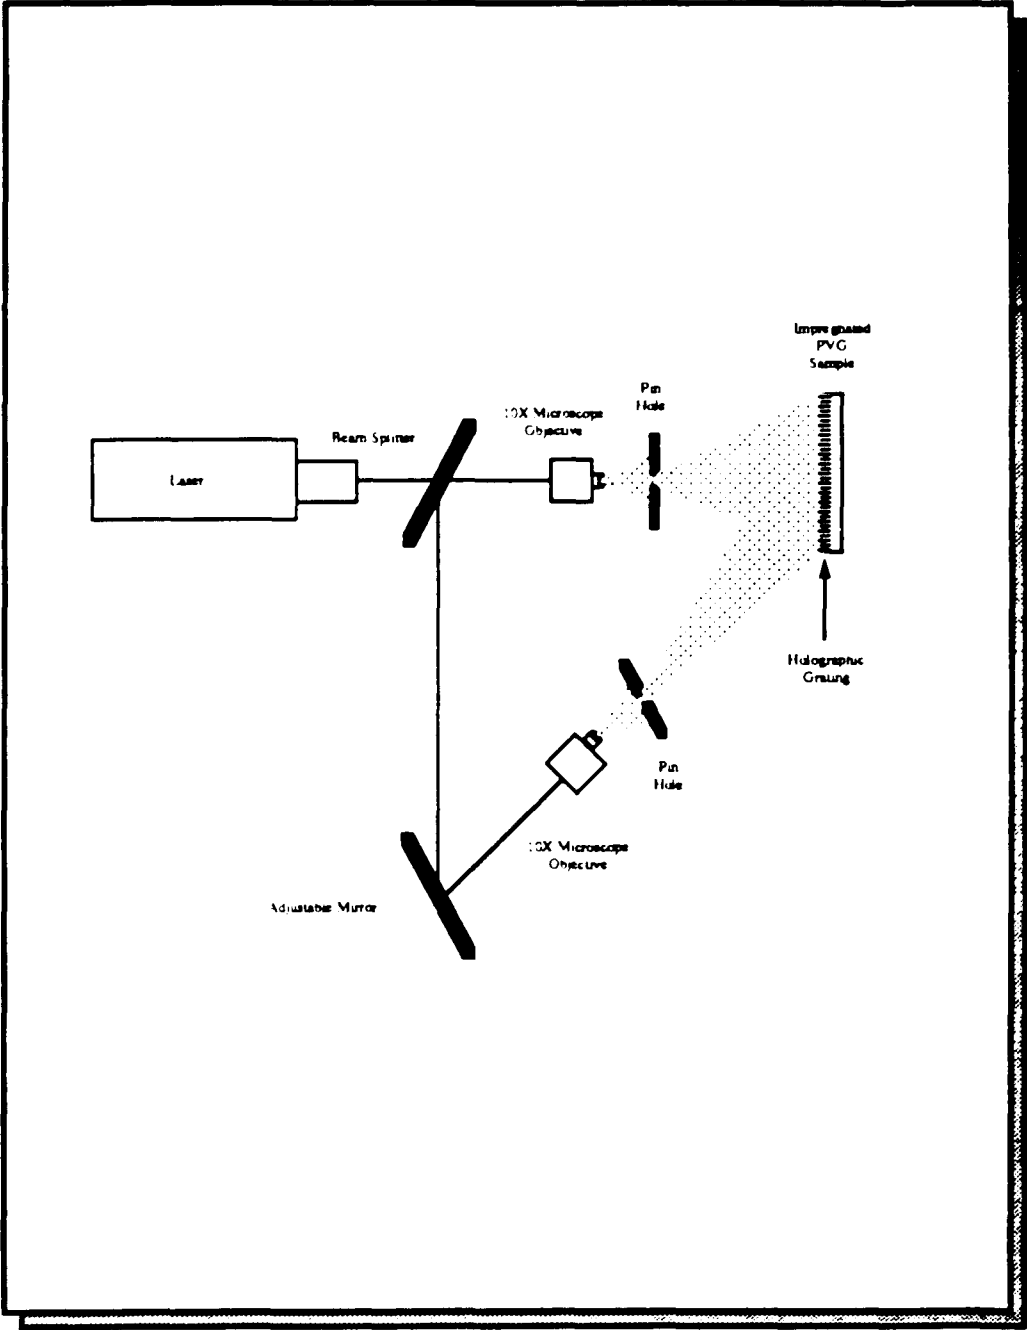 Impregnated
PVG
Sample
Pin
Hole
10X Microscope
Objective
Beam Splitter
Laser
Holographic
Grating
Pin
Hole
10X Microscope
Objective
Adjustable Mirror